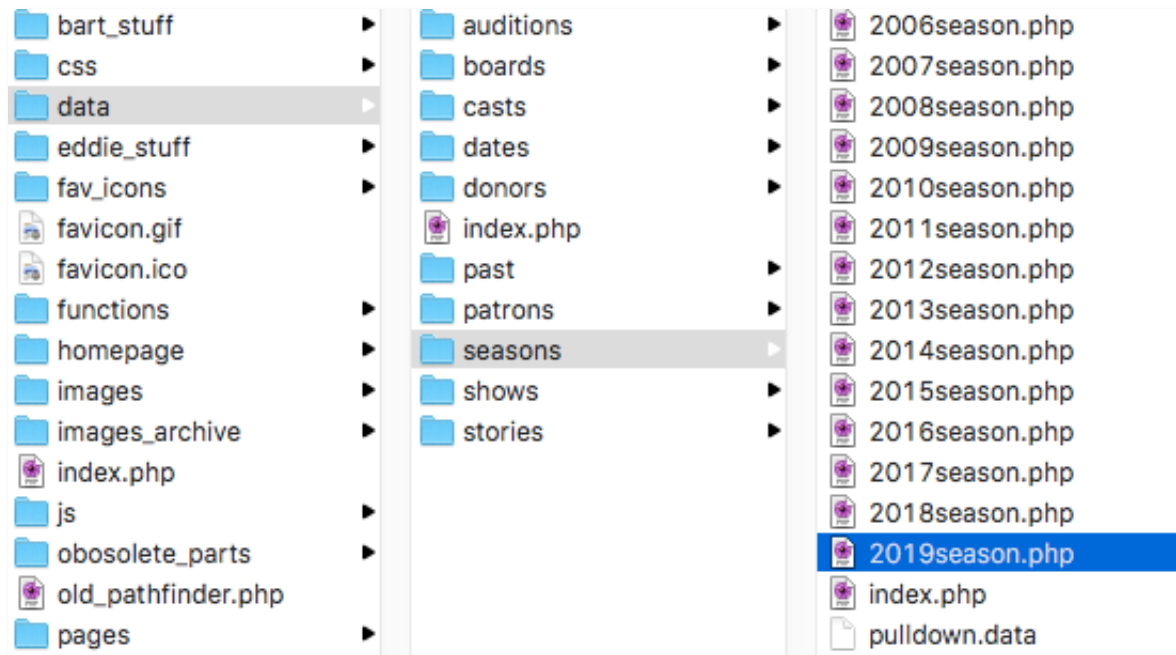 bart_stuff
css
data
eddie_stuff
fav_icons
favicon.gif
favicon.ico
functions
homepage
images
images_archive
index.php
js
obosolete_parts
old_pathfinder.php
pages
auditions
boards
casts
dates
donors
index.php
past
patrons
seasons
shows
stories
2006season.php
2007season.php
2008season.php
2009season.php
2010season.php
2011season.php
2012season.php
2013season.php
2014season.php
2015season.php
2016season.php
2017season.php
2018season.php
2019season.php
index.php
pulldown.data